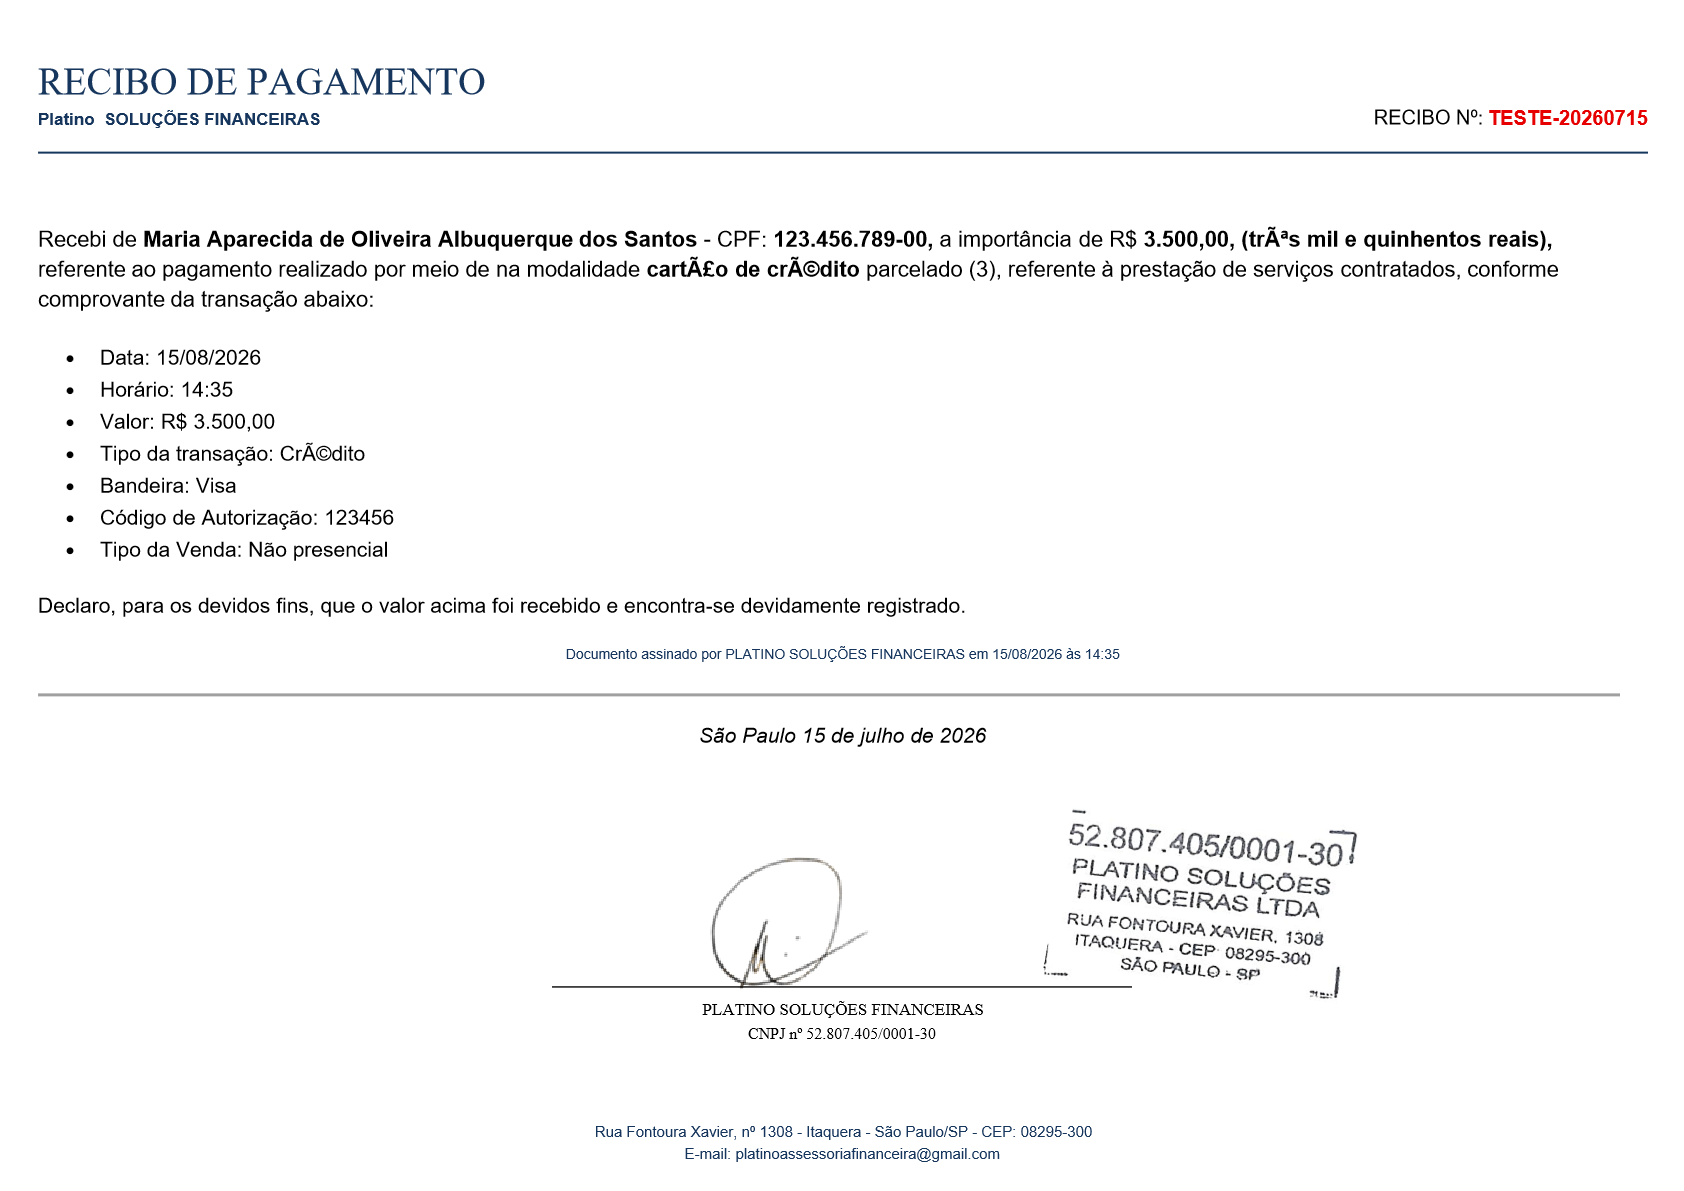 RECIBO DE PAGAMENTO
Platino SOLUÇÕES FINANCEIRAS
RECIBO Nº: TESTE-20260715
Recebi de Maria Aparecida de Oliveira Albuquerque dos Santos - CPF: 123.456.789-00, a importância de R$ 3.500,00, (trÃªs mil e quinhentos reais),
referente ao pagamento realizado por meio de na modalidade cartÃ£o de crÃ©dito parcelado (3), referente à prestação de serviços contratados, conforme
comprovante da transação abaixo:
• Data: 15/08/2026
• Horário: 14:35
• Valor: R$ 3.500,00
• Tipo da transação: CrÃ©dito
• Bandeira: Visa
• Código de Autorização: 123456
• Tipo da Venda: Não presencial
Declaro, para os devidos fins, que o valor acima foi recebido e encontra-se devidamente registrado.
Documento assinado por PLATINO SOLUÇÕES FINANCEIRAS em 15/08/2026 às 14:35
São Paulo 15 de julho de 2026
52.807.405/0001-30
PLATINO SOLUÇÕES
FINANCEIRAS LTDA
RUA FONTOURA XAVIER, 1308
ITAQUERA - CEP 08295-300
SÃO PAULO - SP
PLATINO SOLUÇÕES FINANCEIRAS
CNPJ nº 52.807.405/0001-30
Rua Fontoura Xavier, nº 1308 - Itaquera - São Paulo/SP - CEP: 08295-300
E-mail: platinoassessoriafinanceira@gmail.com